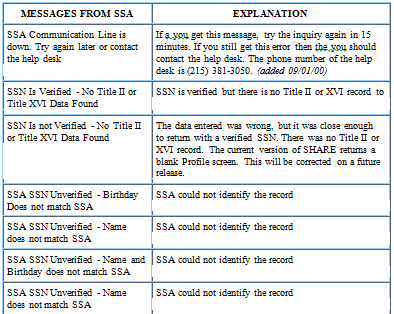 MESSAGES FROM SSA
EXPLANATION
SSA Communication Line is
down. Try again later or contact
the help desk
If a you get this message, try the inquiry again in 15
minutes. If you still get this error then the you should
contact the help desk. The phone number of the help
desk is (215) 381-3050. (added 09/01/00)
SSN Is Verified - No Title II or
Title XVI Data Found
SSN is verified but there is no Title II or XVI record to
SSN Is not Verified - No Title II
or Title XVI Data Found
The data entered was wrong, but it was close enough
to return with a verified SSN. There was no Title II or
XVI record. The current version of SHARE returns a
blank Profile screen. This will be corrected on a future
release.
SSA SSN Unverified - Birthday
Does not match SSA
SSA could not identify the record
SSA SSN Unverified - Name
does not match SSA
SSA could not identify the record
SSA SSN Unverified - Name and
Birthday does not match SSA
SSA could not identify the record
SSA SSN Unverified - Name
does not match SSA
SSA could not identify the record